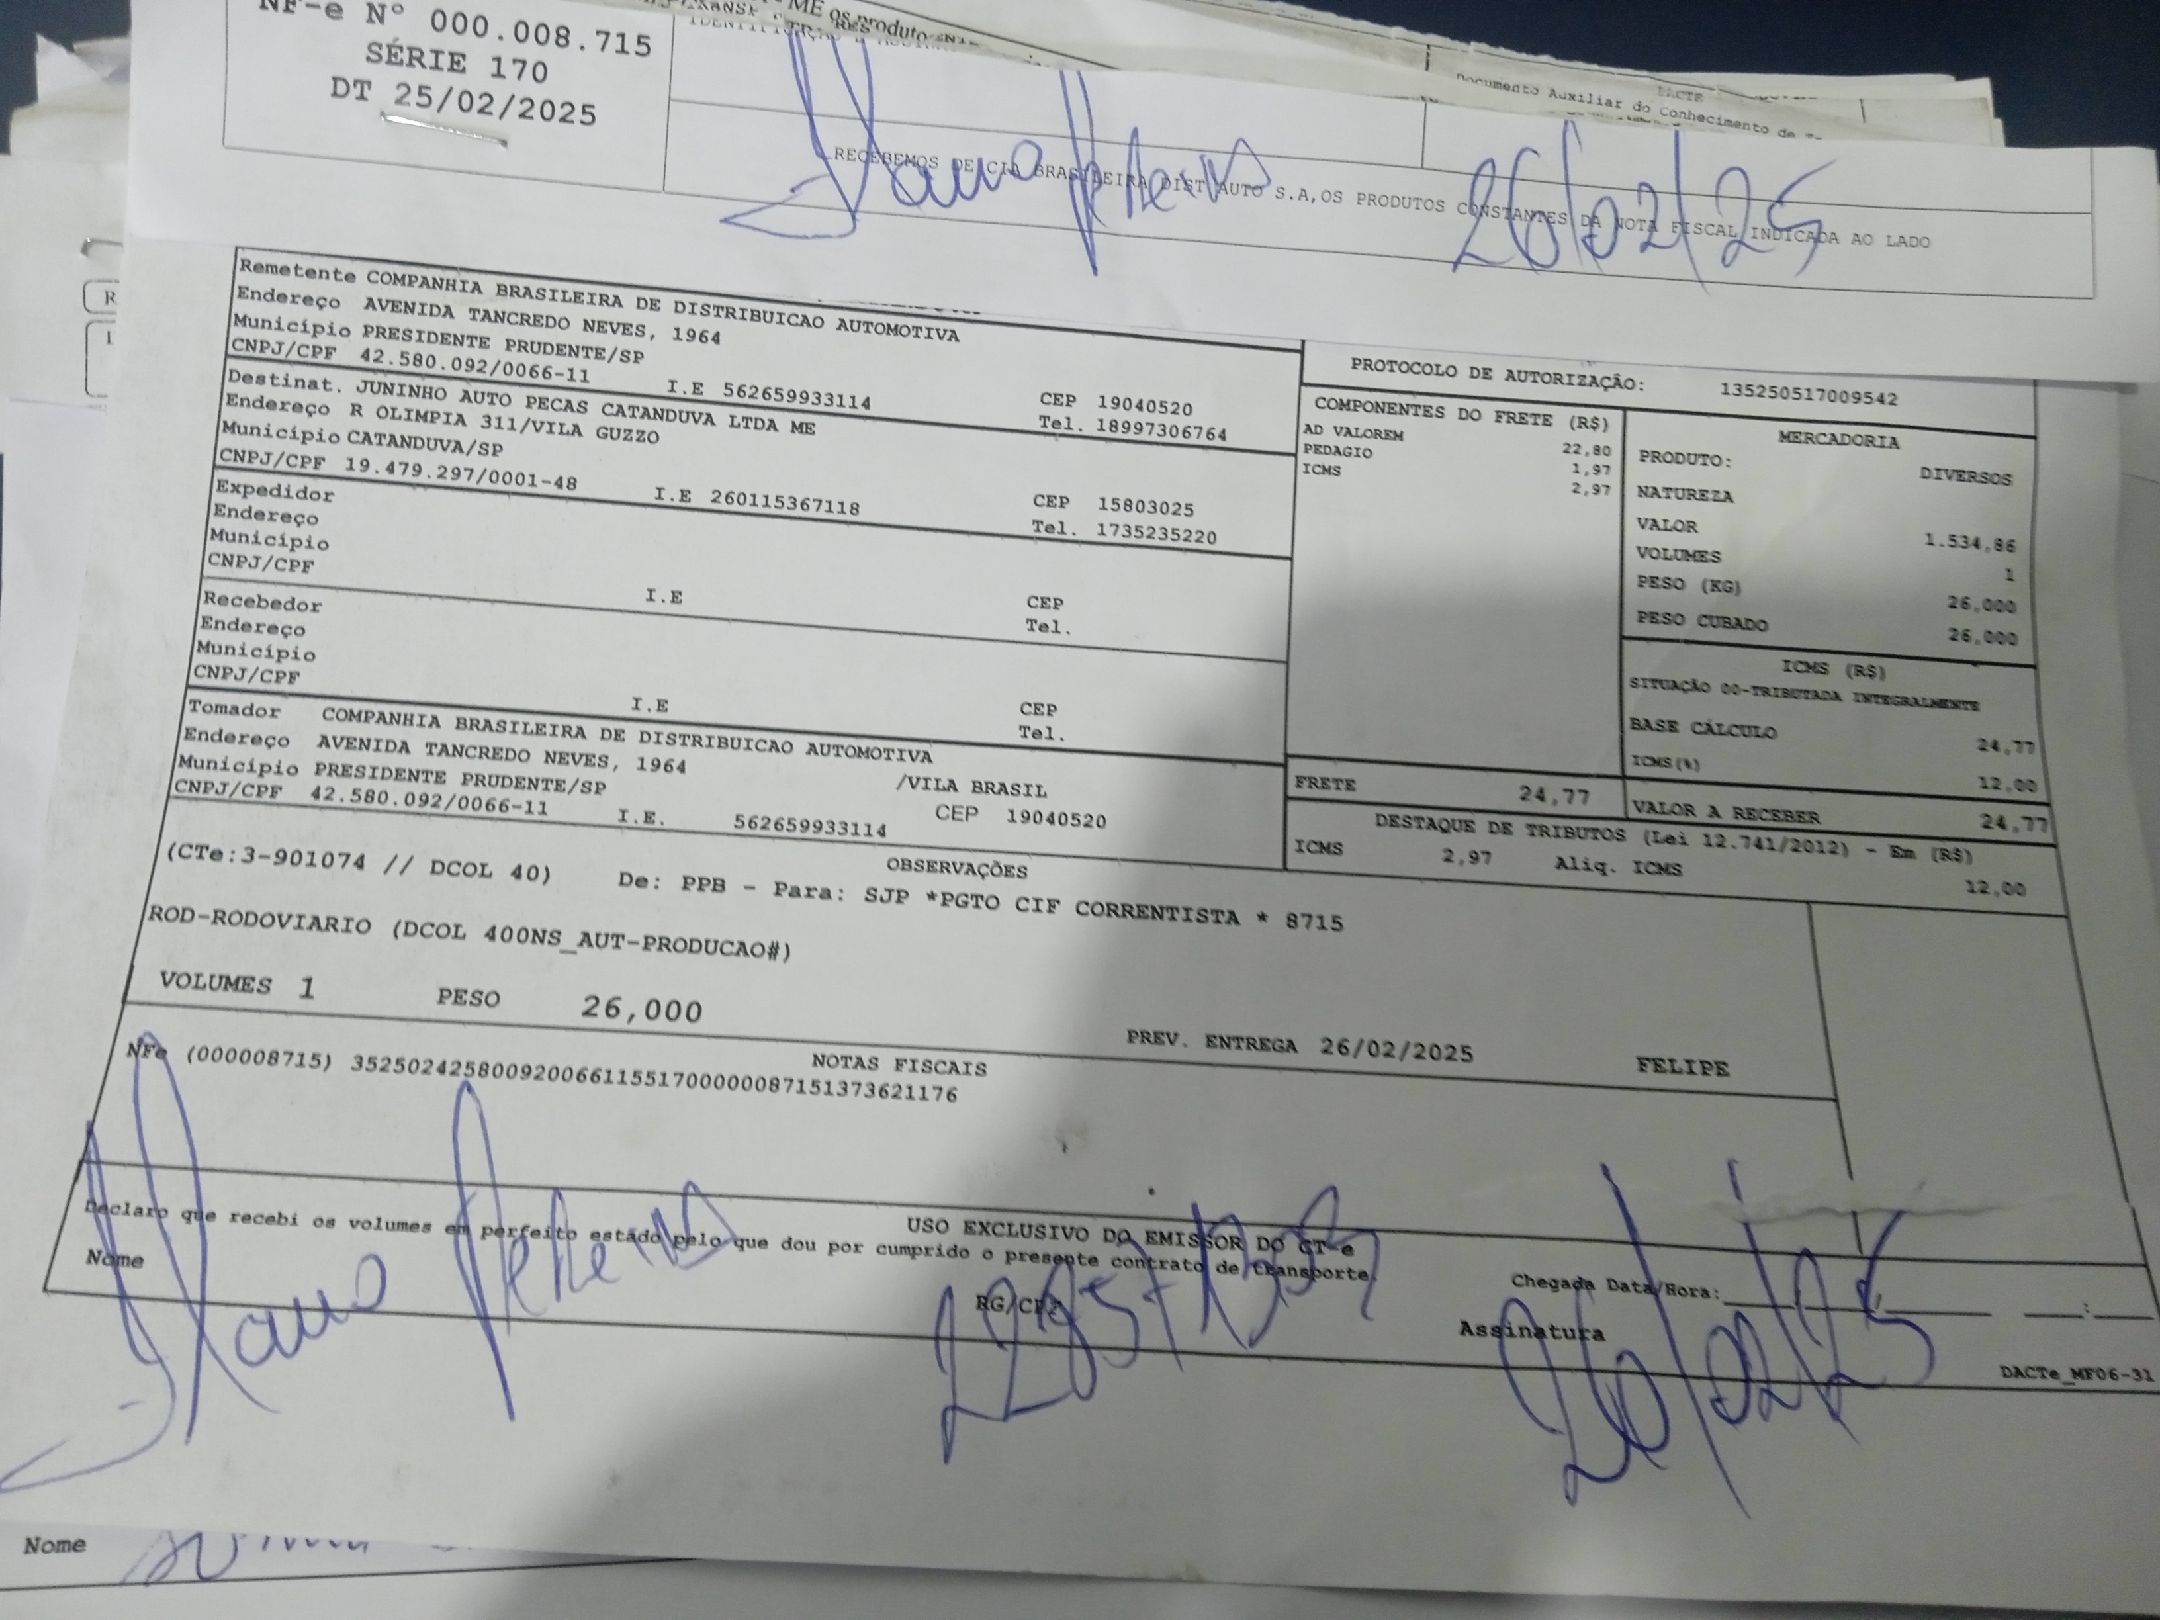 NF-e Nº 000.008.715
SÉRIE 170
DT 25/02/2025
ME os produto
Documento Auxiliar do Conhecimento de
DACTE
RECEBEMOS DE CIA BRASILEIRA DIST AUTO S.A,OS PRODUTOS CONSTANTES DA NOTA FISCAL INDICADA AO LADO
26/02/25
Remetente COMPANHIA BRASILEIRA DE DISTRIBUICAO AUTOMOTIVA
Endereço AVENIDA TANCREDO NEVES, 1964
Município PRESIDENTE PRUDENTE/SP
CNPJ/CPF 42.580.092/0066-11 I.E 562659933114 CEP 19040520
Tel. 18997306764
Destinat. JUNINHO AUTO PECAS CATANDUVA LTDA ME
Endereço R OLIMPIA 311/VILA GUZZO
Município CATANDUVA/SP
CNPJ/CPF 19.479.297/0001-48 I.E 260115367118 CEP 15803025
Tel. 1735235220
Expedidor
Endereço
Município
CNPJ/CPF I.E CEP
Tel.
Recebedor
Endereço
Município
CNPJ/CPF I.E CEP
Tel.
Tomador COMPANHIA BRASILEIRA DE DISTRIBUICAO AUTOMOTIVA
Endereço AVENIDA TANCREDO NEVES, 1964 /VILA BRASIL
Município PRESIDENTE PRUDENTE/SP CEP 19040520
CNPJ/CPF 42.580.092/0066-11 I.E. 562659933114
PROTOCOLO DE AUTORIZAÇÃO: 135250517009542
COMPONENTES DO FRETE (R$)
AD VALOREM 22,80
PEDAGIO 1,97
ICMS 2,97
MERCADORIA
PRODUTO: DIVERSOS
NATUREZA
VALOR 1.534,86
VOLUMES 1
PESO (KG) 26,000
PESO CUBADO 26,000
ICMS (R$)
SITUAÇÃO 00-TRIBUTADA INTEGRALMENTE
BASE CÁLCULO 24,77
ICMS(%) 12,00
FRETE 24,77
VALOR A RECEBER 24,77
DESTAQUE DE TRIBUTOS (Lei 12.741/2012) - Em (R$)
ICMS 2,97 Aliq. ICMS 12,00
OBSERVAÇÕES
(CTe:3-901074 // DCOL 40) De: PPB - Para: SJP *PGTO CIF CORRENTISTA * 8715
ROD-RODOVIARIO (DCOL 400NS_AUT-PRODUCAO#)
VOLUMES 1 PESO 26,000 PREV. ENTREGA 26/02/2025 FELIPE
NOTAS FISCAIS
NFe (000008715) 35250242580092006611551700000087151373621176
USO EXCLUSIVO DO EMISSOR DO CT-e
Declaro que recebi os volumes em perfeito estado pelo que dou por cumprido o presente contrato de transporte.
Nome RG/CPF Assinatura
Chegada Data/Hora:
26/02/25
DACTe_MF06-31
Nome